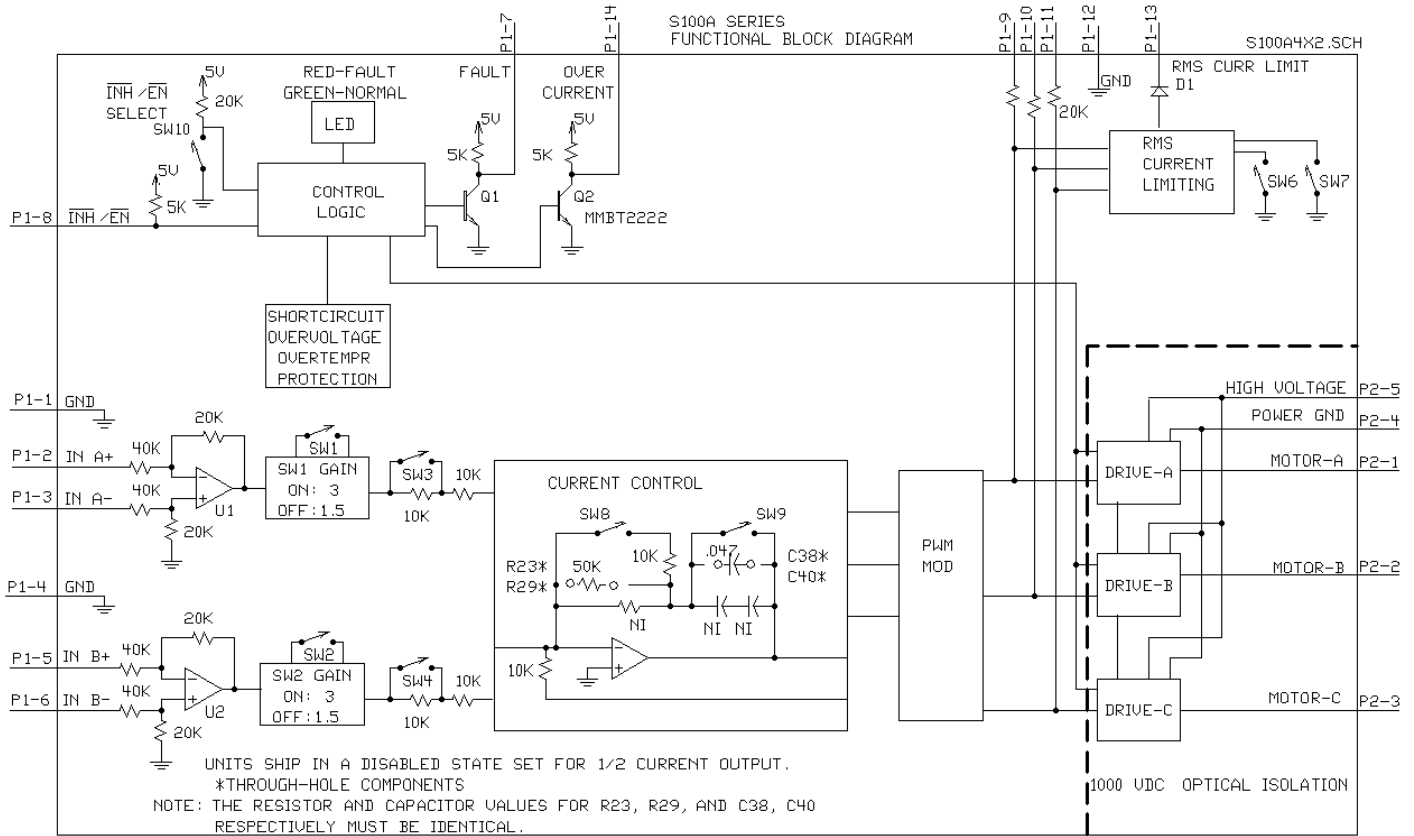 S100A SERIES
FUNCTIONAL BLOCK DIAGRAM
S100A4X2.SCH
P1-7
P1-14
P1-9
P1-10
P1-11
P1-12
P1-13
5V
INH/EN
SELECT
20K
SW10
5V
5K
P1-8 INH/EN
RED-FAULT
GREEN-NORMAL
LED
CONTROL
LOGIC
FAULT
5V
5K
Q1
OVER
CURRENT
5V
5K
Q2
MMBT2222
20K
GND
RMS CURR LIMIT
D1
RMS
CURRENT
LIMITING
SW6
SW7
SHORTCIRCUIT
OVERVOLTAGE
OVERTEMPR
PROTECTION
P1-1 GND
P1-2 IN A+
40K
20K
P1-3 IN A-
40K
20K
U1
SW1
SW1 GAIN
ON: 3
OFF:1.5
SW3
10K
10K
P1-4 GND
P1-5 IN B+
40K
20K
P1-6 IN B-
40K
20K
U2
SW2
SW2 GAIN
ON: 3
OFF:1.5
SW4
10K
10K
CURRENT CONTROL
SW8
SW9
10K
.047
R23*
R29*
50K
C38*
C40*
NI
NI NI
10K
PWM
MOD
HIGH VOLTAGE P2-5
POWER GND P2-4
DRIVE-A
MOTOR-A P2-1
DRIVE-B
MOTOR-B P2-2
DRIVE-C
MOTOR-C P2-3
1000 VDC OPTICAL ISOLATION
UNITS SHIP IN A DISABLED STATE SET FOR 1/2 CURRENT OUTPUT.
*THROUGH-HOLE COMPONENTS
NOTE: THE RESISTOR AND CAPACITOR VALUES FOR R23, R29, AND C38, C40
RESPECTIVELY MUST BE IDENTICAL.